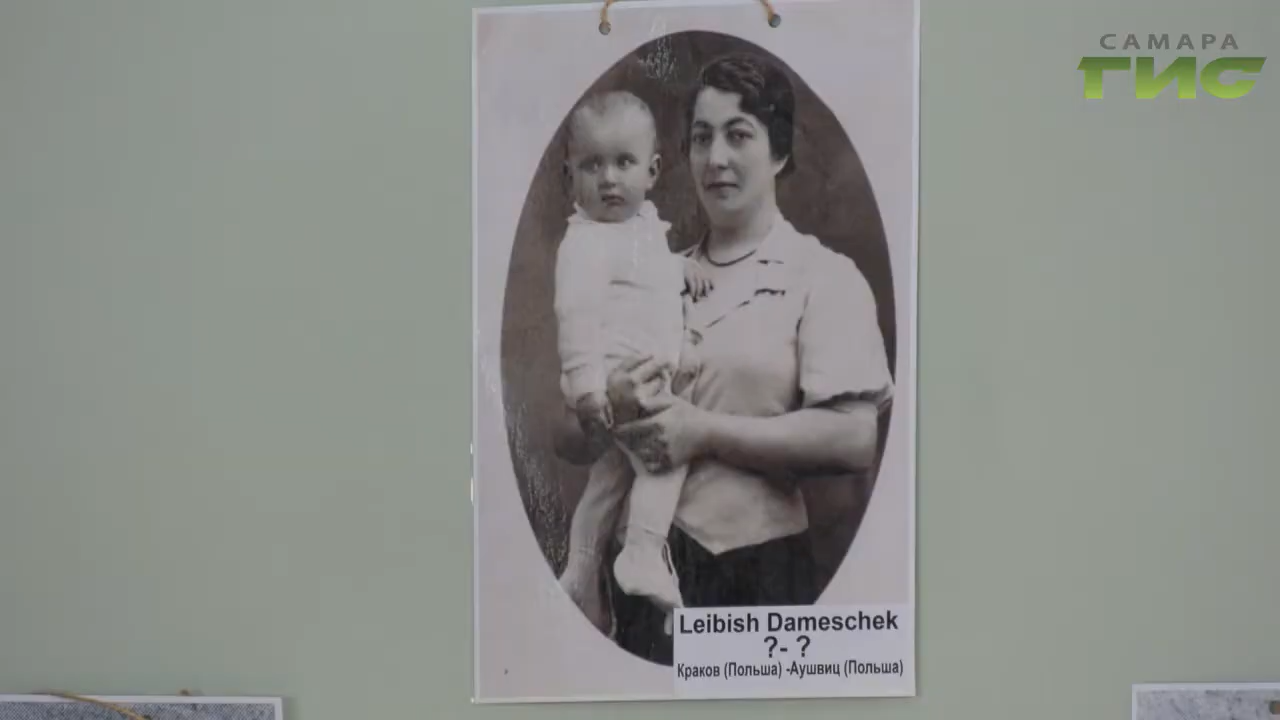 САМАРА
ГИС
Leibish Dameschek
?- ?
Краков (Польша) -Аушвиц (Польша)